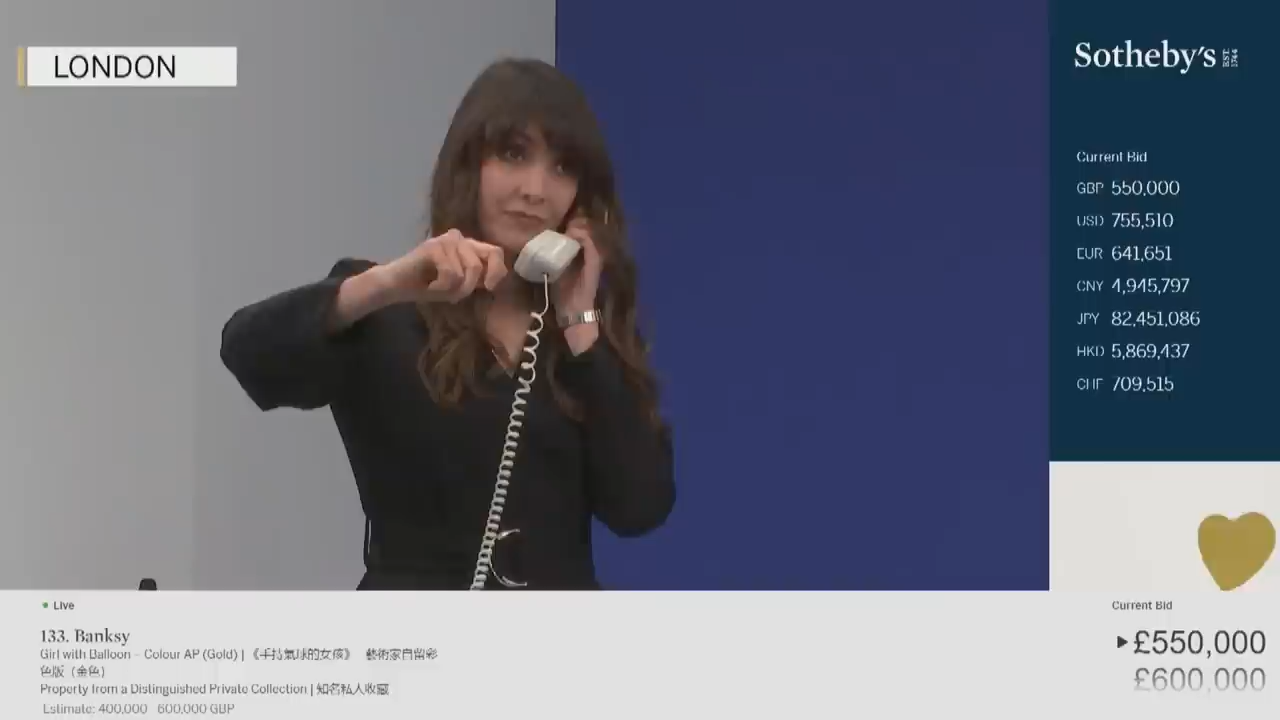 LONDON
Sotheby's EST. 1744
Current Bid
GBP 550,000
USD 755,510
EUR 641,651
CNY 4,945,797
JPY 82,451,086
HKD 5,869,437
CHF 709,515
Live
133. Banksy
Girl with Balloon – Colour AP (Gold) | 《手持氣球的女孩》 藝術家自留彩
色版（金色）
Property from a Distinguished Private Collection | 知名私人收藏
Estimate: 400,000 600,000 GBP
Current Bid
£550,000
£600,000